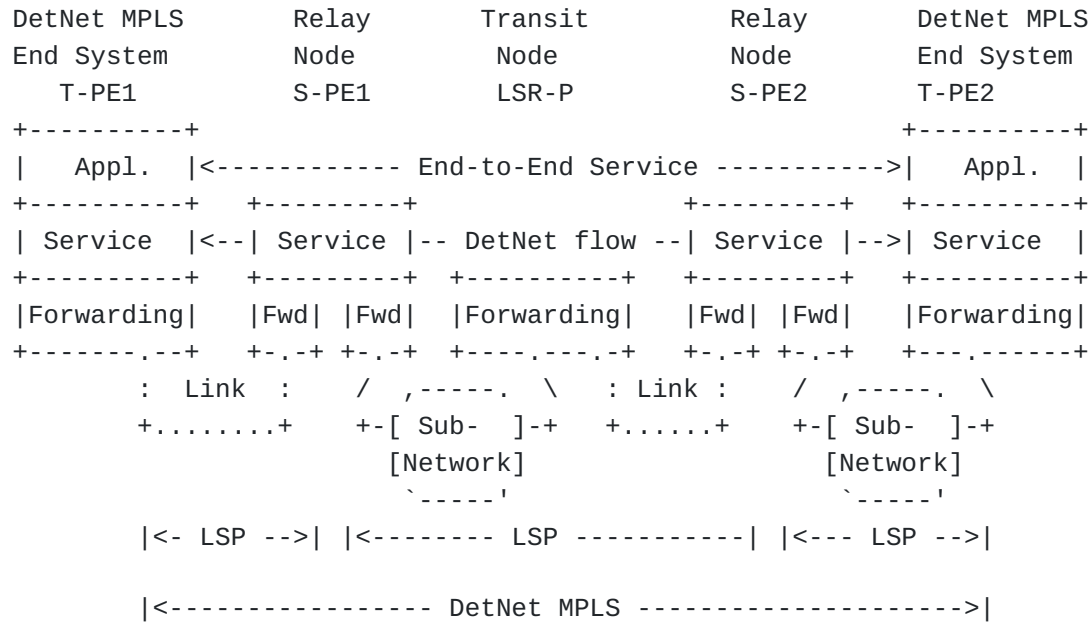 DetNet MPLS       Relay       Transit         Relay       DetNet MPLS
End System        Node         Node           Node        End System
   T-PE1          S-PE1        LSR-P          S-PE2       T-PE2
+----------+                                             +----------+
|   Appl.  |<------------ End-to-End Service ----------->|   Appl.  |
+----------+   +---------+                 +---------+   +----------+
| Service  |<--| Service |-- DetNet flow --| Service |-->| Service  |
+----------+   +---------+  +----------+   +---------+   +----------+
|Forwarding|   |Fwd| |Fwd|  |Forwarding|   |Fwd| |Fwd|   |Forwarding|
+-------.--+   +-.-+ +-.-+  +----.---.-+   +-.-+ +-.-+   +---.------+
        :  Link  :    /  ,-----.  \   : Link :    /  ,-----.  \
        +........+    +-[ Sub-  ]-+   +......+    +-[ Sub-  ]-+
                        [Network]                   [Network]
                         `-----'                     `-----'
        |<- LSP -->| |<-------- LSP -----------| |<--- LSP -->|
        |<----------------- DetNet MPLS --------------------->|